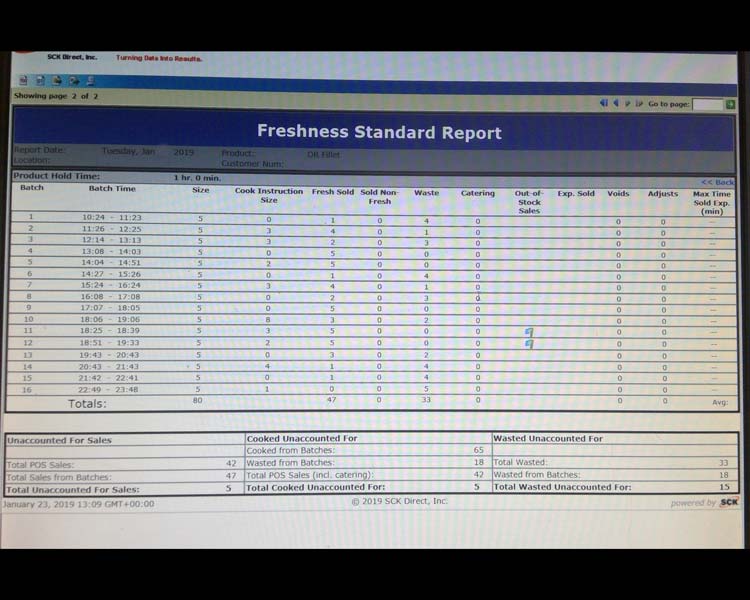 SCK Direct, Inc. Turning Data Into Results.
Showing page 2 of 2 Go to page:
Freshness Standard Report
Report Date: Tuesday, Jan 2019 Product: OR Fillet
Location: Customer Num:
Product Hold Time: 1 hr. 0 min. << Back
Batch Batch Time Size Cook Instruction Size Fresh Sold Sold Non-Fresh Waste Catering Out-of-Stock Sales Exp. Sold Voids Adjusts Max Time Sold Exp. (min)
1 10:24 - 11:23 5 0 1 0 4 0 0 0 --
2 11:26 - 12:25 5 3 4 0 1 0 0 0 --
3 12:14 - 13:13 5 3 2 0 3 0 0 0 --
4 13:08 - 14:03 5 0 5 0 0 0 0 0 --
5 14:04 - 14:51 5 2 5 0 0 0 0 0 --
6 14:27 - 15:26 5 0 1 0 4 0 0 0 --
7 15:24 - 16:24 5 3 4 0 1 0 0 0 --
8 16:08 - 17:08 5 0 2 0 3 0 0 0 --
9 17:07 - 18:05 5 0 5 0 0 0 0 0 --
10 18:06 - 19:06 5 8 3 0 2 0 0 0 --
11 18:25 - 18:39 5 3 5 0 0 0 0 0 --
12 18:51 - 19:33 5 2 5 0 0 0 0 0 --
13 19:43 - 20:43 5 0 3 0 2 0 0 0 --
14 20:43 - 21:43 5 4 1 0 4 0 0 0 --
15 21:42 - 22:41 5 0 1 0 4 0 0 0 --
16 22:49 - 23:48 5 1 0 0 5 0 0 0 --
Totals: 80 47 0 33 0 0 0 Avg:
Unaccounted For Sales Cooked Unaccounted For Wasted Unaccounted For
Cooked from Batches: 65
Total POS Sales: 42 Wasted from Batches: 18 Total Wasted: 33
Total Sales from Batches: 47 Total POS Sales (incl. catering): 42 Wasted from Batches: 18
Total Unaccounted For Sales: 5 Total Cooked Unaccounted For: 5 Total Wasted Unaccounted For: 15
January 23, 2019 13:09 GMT+00:00 © 2019 SCK Direct, Inc. powered by SCK